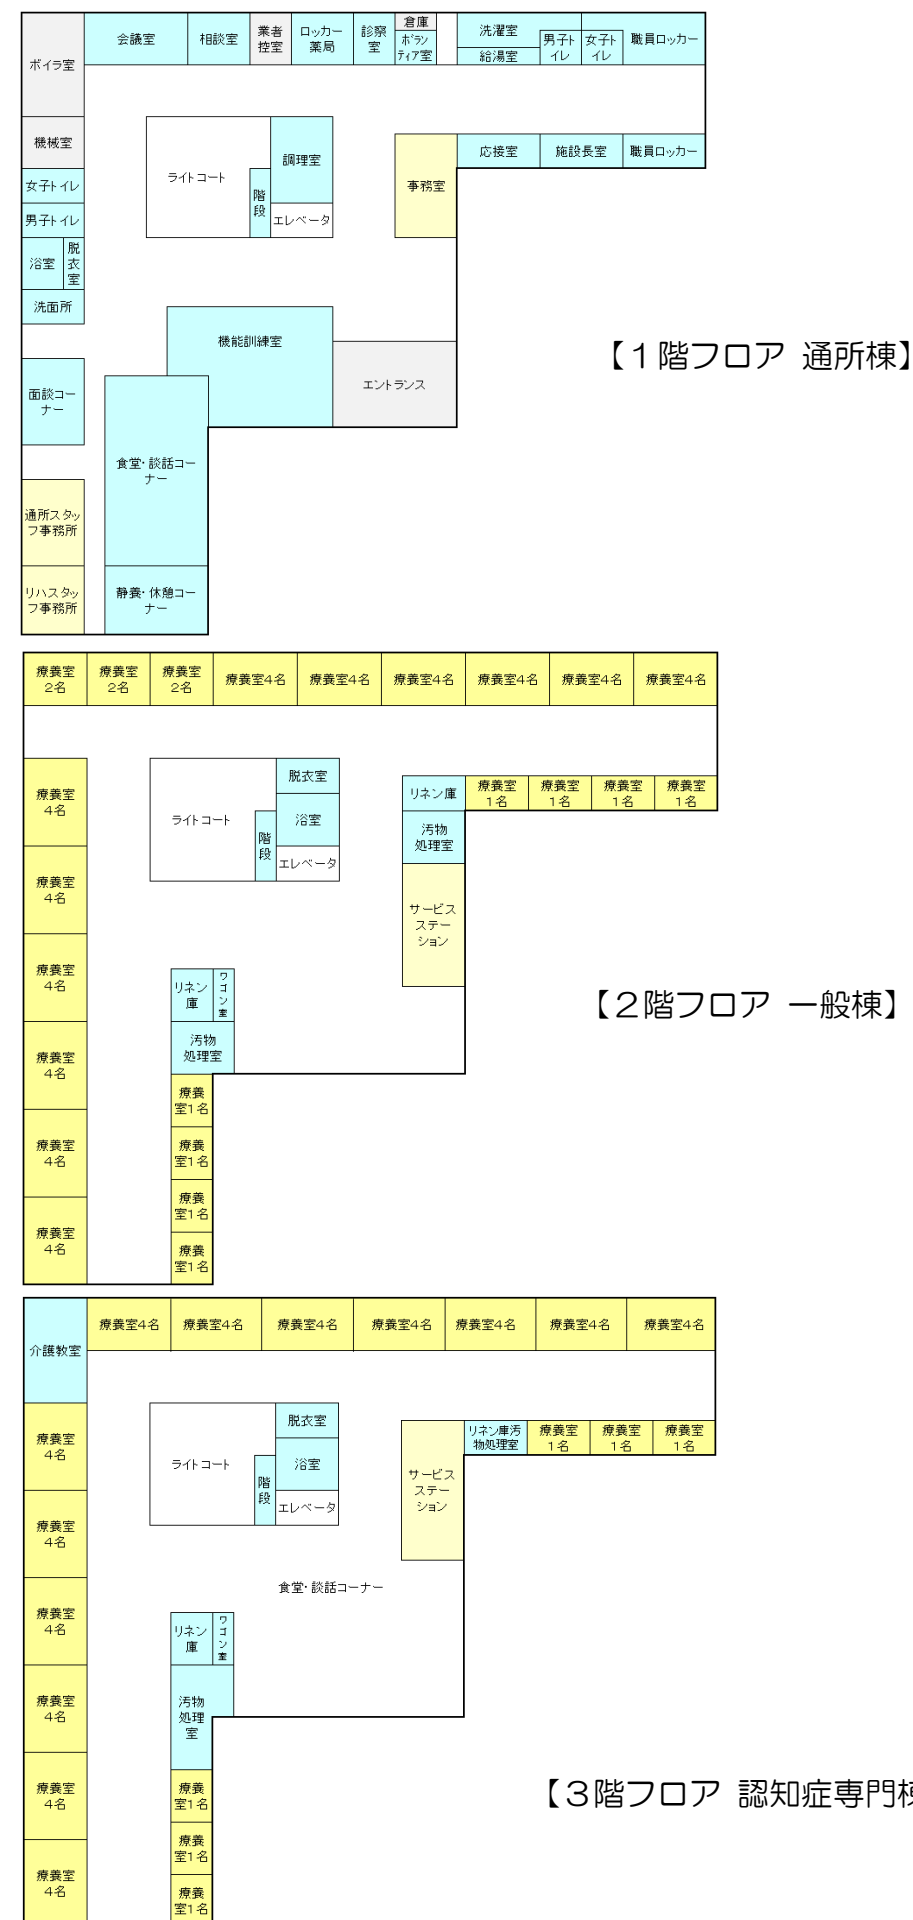 会議室
相談室
業者
控室
ロッカー
薬局
診察
室
倉庫
ボラン
ティア室
洗濯室
給湯室
男子ト
イレ
女子ト
イレ
職員ロッカー
ボイラ室
機械室
女子トイレ
男子トイレ
浴室
脱
衣
室
洗面所
ライトコート
調理室
階
段
エレベータ
事務室
応接室
施設長室
職員ロッカー
機能訓練室
エントランス
【１階フロア 通所棟】
面談コー
ナー
食堂・談話コー
ナー
通所スタッ
フ事務所
リハスタッ
フ事務所
静養・休憩コー
ナー
療養室
２名
療養室
２名
療養室
２名
療養室４名
療養室４名
療養室４名
療養室４名
療養室４名
療養室４名
療養室
４名
療養室
４名
療養室
４名
療養室
４名
療養室
４名
療養室
４名
ライトコート
脱衣室
浴室
階
段
エレベータ
リネン庫
療養室
１名
療養室
１名
療養室
１名
療養室
１名
汚物
処理室
サービス
ステー
ション
【２階フロア 一般棟】
リネン
庫
ワ
ゴ
ン
室
汚物
処理室
療養
室１名
療養
室１名
療養
室１名
療養
室１名
介護教室
療養室４名
療養室４名
療養室４名
療養室４名
療養室４名
療養室４名
療養室４名
療養室
４名
療養室
４名
療養室
４名
療養室
４名
療養室
４名
療養室
４名
ライトコート
脱衣室
浴室
階
段
エレベータ
サービス
ステー
ション
リネン庫汚
物処理室
療養室
１名
療養室
１名
療養室
１名
食堂・談話コーナー
リネン
庫
ワ
ゴ
ン
室
汚物
処理
室
療養
室１名
療養
室１名
療養
室１名
【３階フロア 認知症専門棟